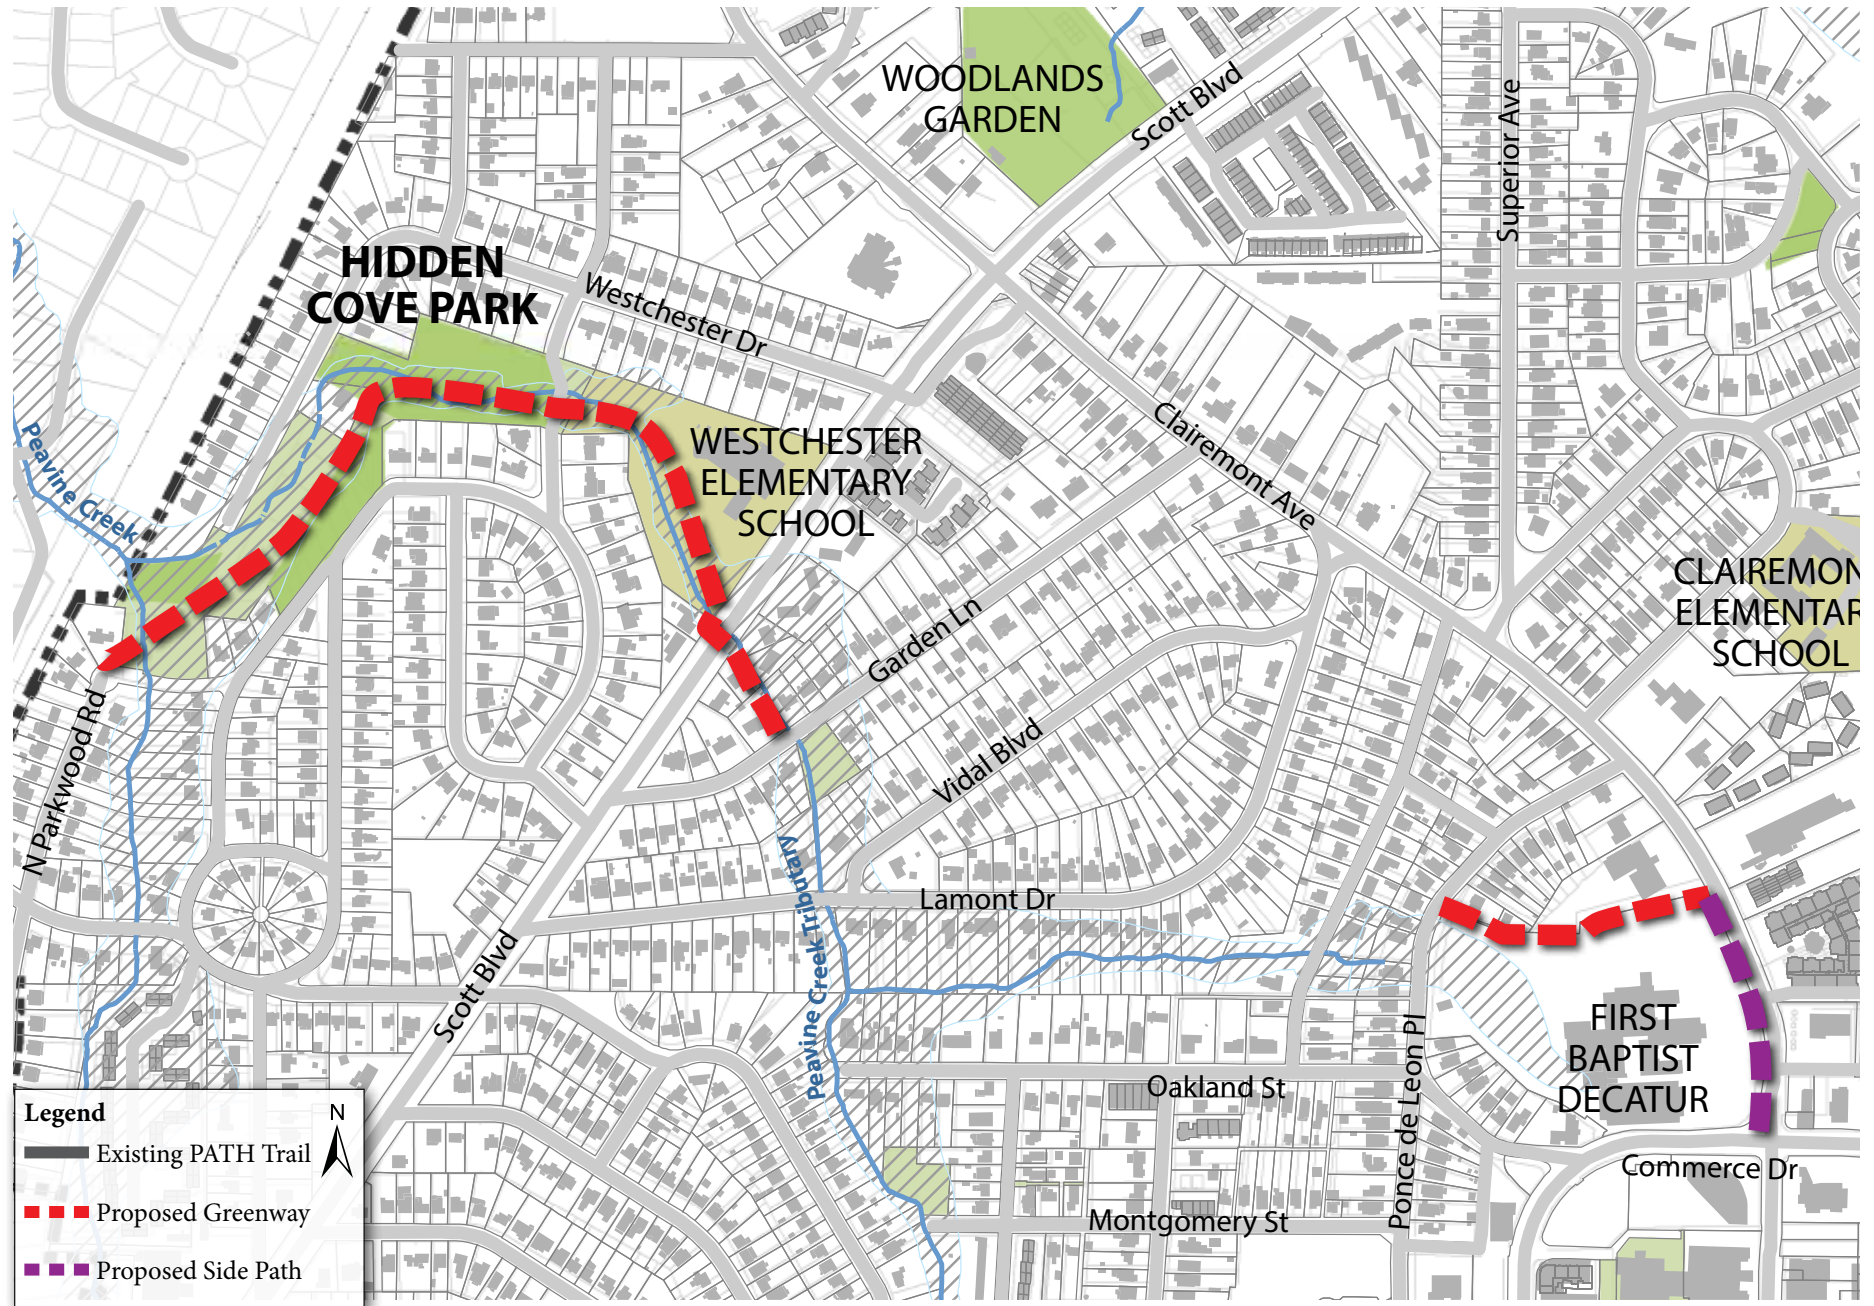 WOODLANDS
GARDEN
Scott Blvd
Superior Ave
HIDDEN
COVE PARK
Westchester Dr
Peavine Creek
WESTCHESTER
ELEMENTARY
SCHOOL
Clairemont Ave
CLAIREMON
ELEMENTAR
SCHOOL
Garden Ln
N Parkwood Rd
Vidal Blvd
Lamont Dr
Peavine Creek Tributary
Scott Blvd
FIRST
BAPTIST
DECATUR
Oakland St
Ponce de Leon Pl
Commerce Dr
Montgomery St
Legend
N
Existing PATH Trail
Proposed Greenway
Proposed Side Path